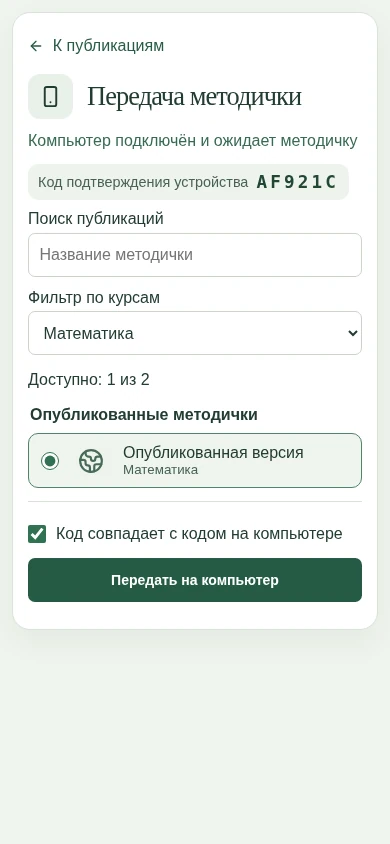 К публикациям
Передача методички
Компьютер подключён и ожидает методичку
Код подтверждения устройства AF921C
Поиск публикаций
Название методички
Фильтр по курсам
Математика
Доступно: 1 из 2
Опубликованные методички
Опубликованная версия
Математика
Код совпадает с кодом на компьютере
Передать на компьютер